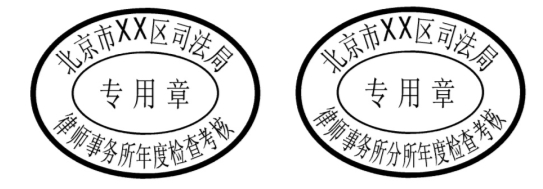 北京市XX区司法局
专用章
律师事务所年度检查考核
北京市XX区司法局
专用章
律师事务所分所年度检查考核